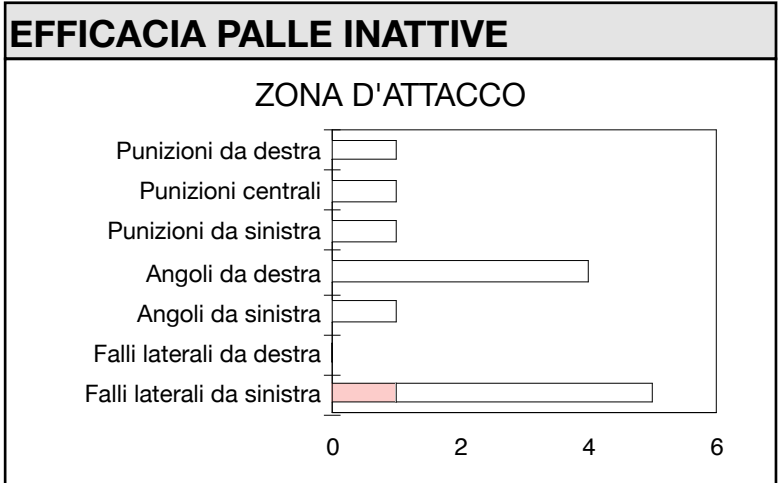 EFFICACIA PALLE INATTIVE
ZONA D'ATTACCO
Punizioni da destra
Punizioni centrali
Punizioni da sinistra
Angoli da destra
Angoli da sinistra
Falli laterali da destra
Falli laterali da sinistra
0 2 4 6